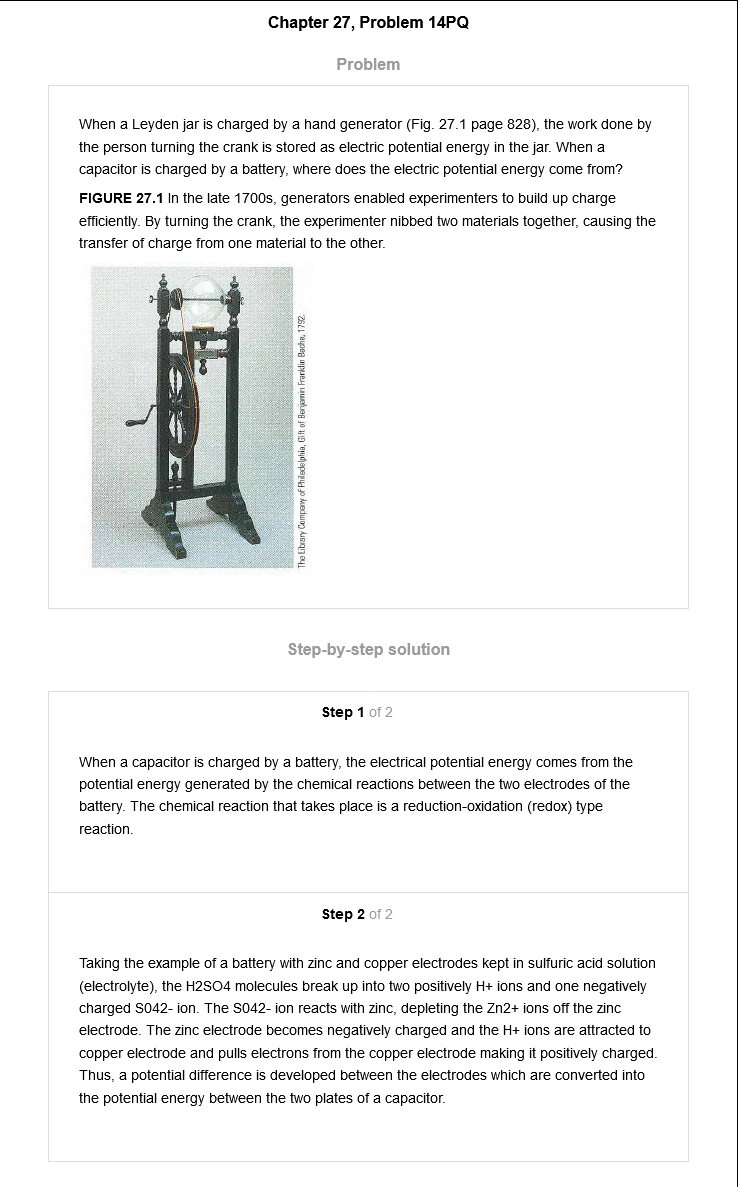 Chapter 27, Problem 14PQ
Problem
When a Leyden jar is charged by a hand generator (Fig. 27.1 page 828), the work done by
the person turning the crank is stored as electric potential energy in the jar. When a
capacitor is charged by a battery, where does the electric potential energy come from?
FIGURE 27.1 In the late 1700s, generators enabled experimenters to build up charge
efficiently. By turning the crank, the experimenter nibbed two materials together, causing the
transfer of charge from one material to the other.
The Library Company of Philadelphia, Gift of Benjamin Franklin Bache, 1792.
Step-by-step solution
Step 1 of 2
When a capacitor is charged by a battery, the electrical potential energy comes from the
potential energy generated by the chemical reactions between the two electrodes of the
battery. The chemical reaction that takes place is a reduction-oxidation (redox) type
reaction.
Step 2 of 2
Taking the example of a battery with zinc and copper electrodes kept in sulfuric acid solution
(electrolyte), the H2SO4 molecules break up into two positively H+ ions and one negatively
charged S042- ion. The S042- ion reacts with zinc, depleting the Zn2+ ions off the zinc
electrode. The zinc electrode becomes negatively charged and the H+ ions are attracted to
copper electrode and pulls electrons from the copper electrode making it positively charged.
Thus, a potential difference is developed between the electrodes which are converted into
the potential energy between the two plates of a capacitor.